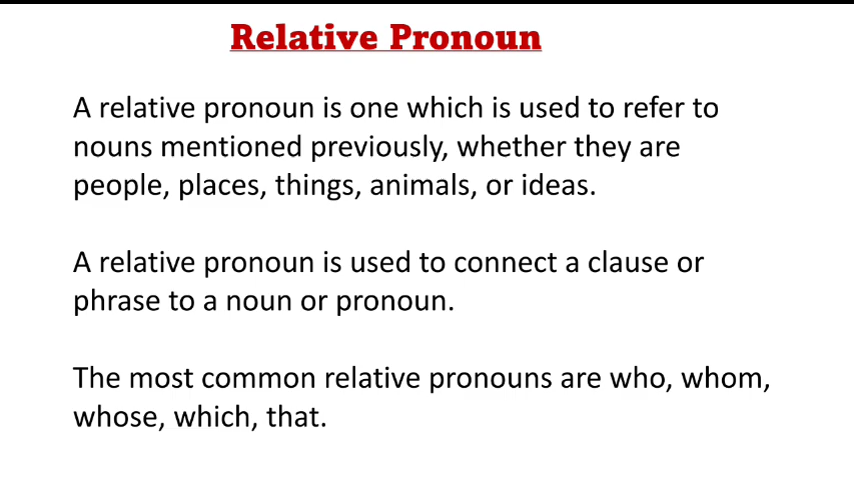 Relative Pronoun
A relative pronoun is one which is used to refer to
nouns mentioned previously, whether they are
people, places, things, animals, or ideas.
A relative pronoun is used to connect a clause or
phrase to a noun or pronoun.
The most common relative pronouns are who, whom,
whose, which, that.